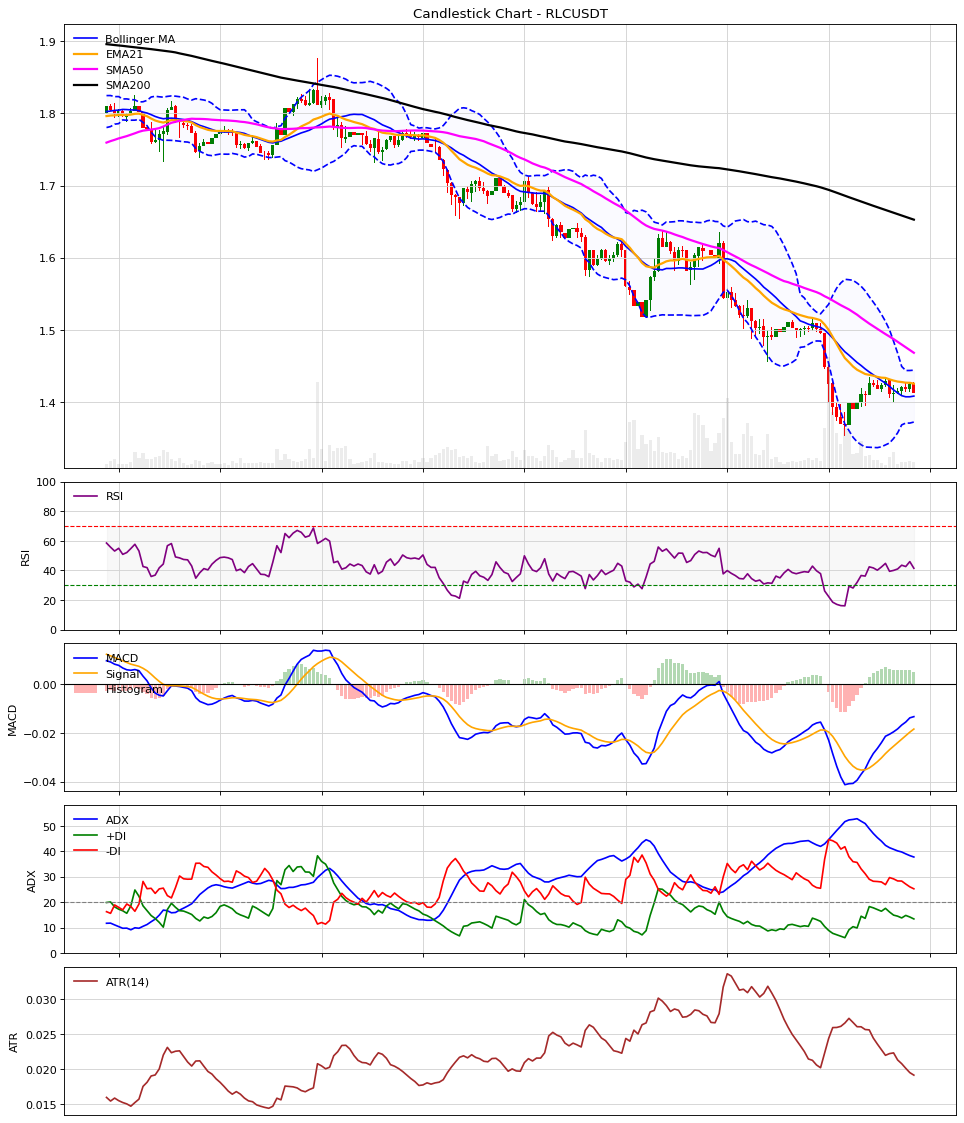 Candlestick Chart - RLCUSDT
Bollinger MA
EMA21
SMA50
SMA200
1.9
1.8
1.7
1.6
1.5
1.4
RSI
RSI
100
80
60
40
20
0
MACD
Signal
Histogram
MACD
0.00
−0.02
−0.04
ADX
+DI
-DI
ADX
50
40
30
20
10
0
ATR(14)
ATR
0.030
0.025
0.020
0.015